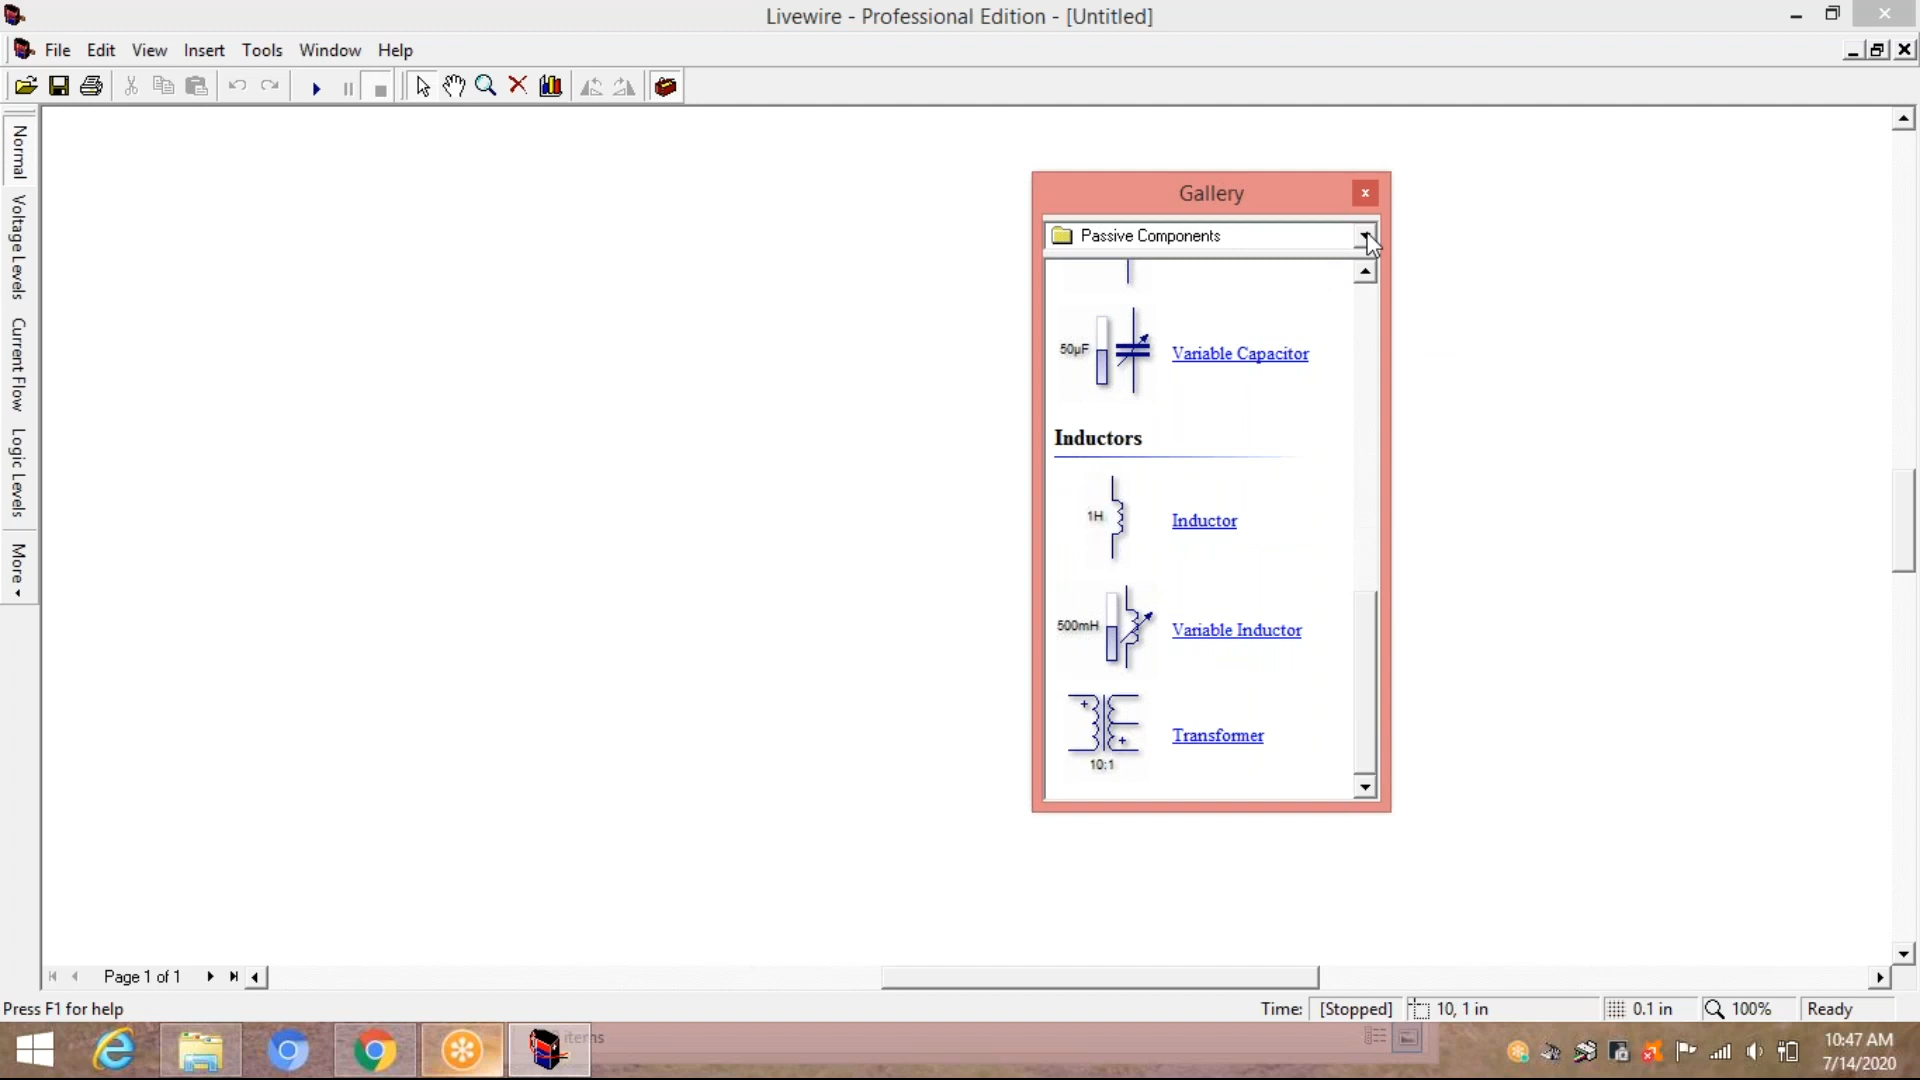 Livewire - Professional Edition - [Untitled]
File Edit View Insert Tools Window Help
Normal
Voltage Levels
Current Flow
Logic Levels
More
Gallery
x
Passive Components
50µF Variable Capacitor
Inductors
1H Inductor
500mH Variable Inductor
+
+
Transformer
10:1
Page 1 of 1
Press F1 for help
Time: [Stopped] 10, 1 in 0.1 in 100% Ready
items
10:47 AM
7/14/2020